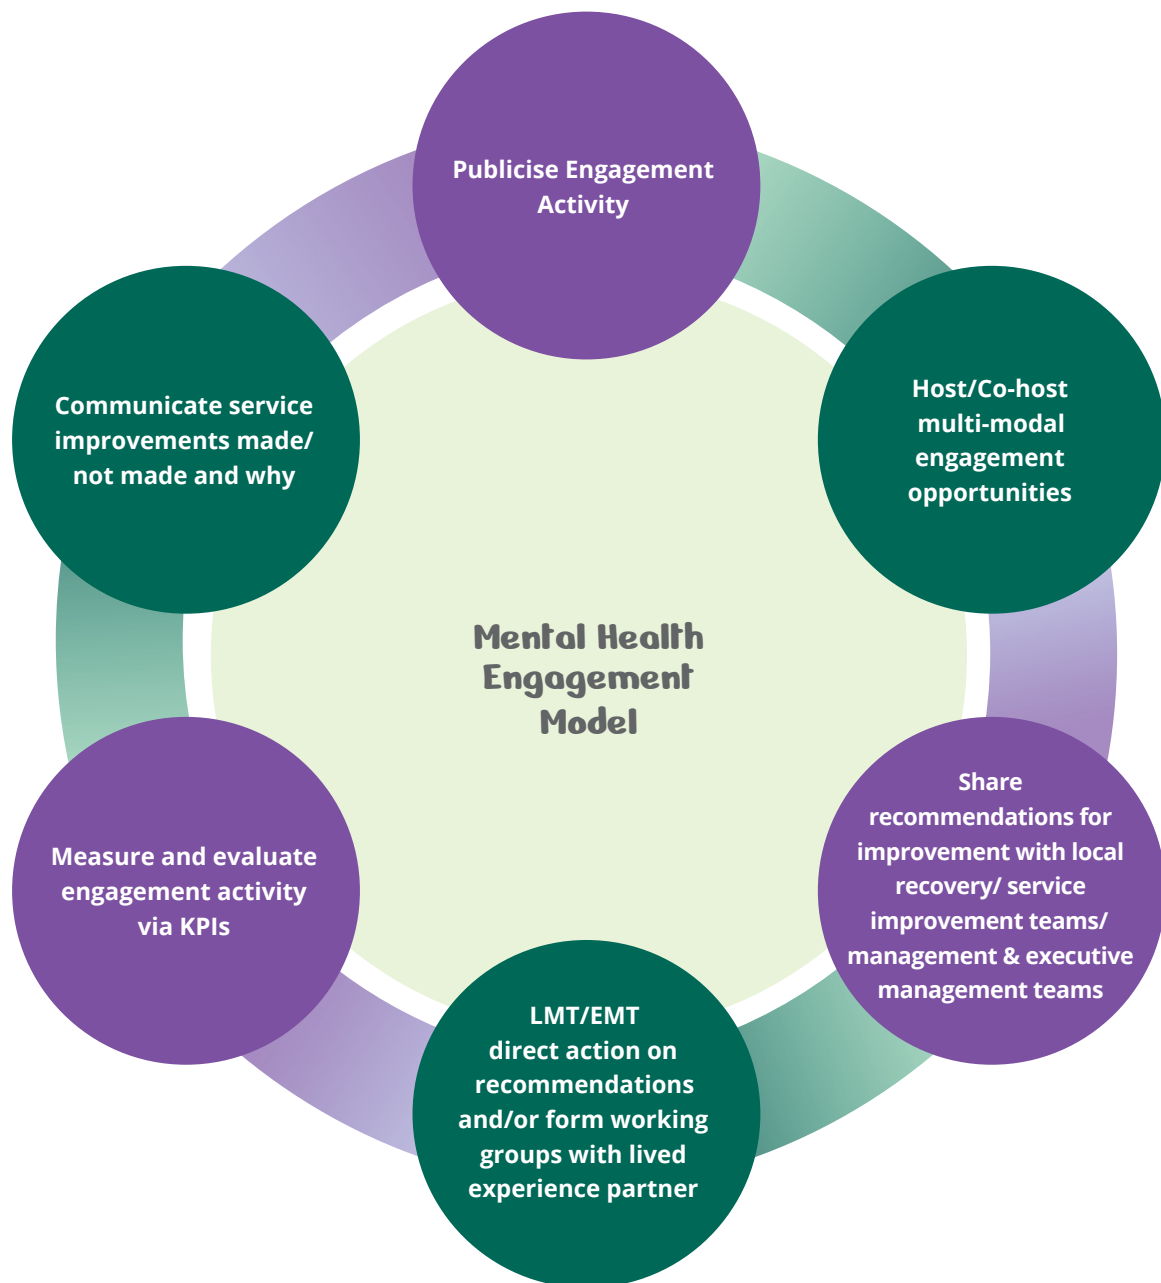 Publicise Engagement
Activity
Host/Co-host
multi-modal
engagement
opportunities
Share
recommendations for
improvement with local
recovery/ service
improvement teams/
management & executive
management teams
LMT/EMT
direct action on
recommendations
and/or form working
groups with lived
experience partner
Measure and evaluate
engagement activity
via KPIs
Communicate service
improvements made/
not made and why
Mental Health
Engagement
Model